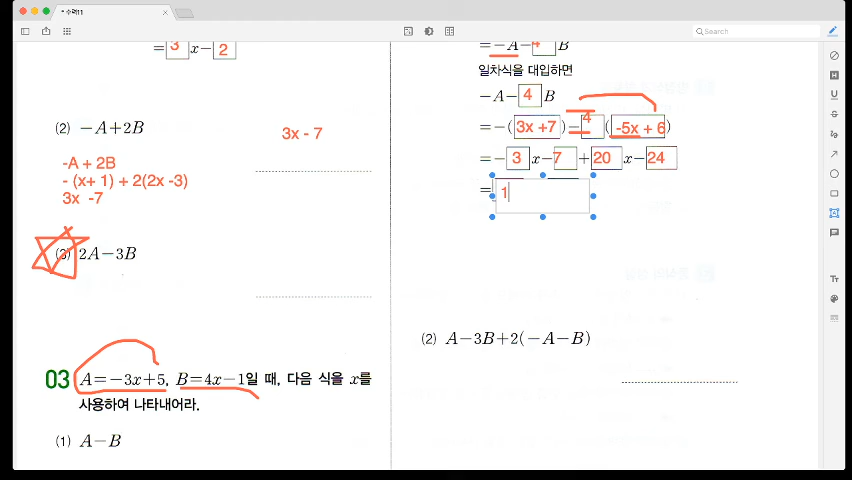 * 수력11
Search
= 3 x − 2
(2) −A+2B
3x - 7
-A + 2B
- (x+ 1) + 2(2x -3)
3x -7
(3) 2A−3B
03 A=−3x+5, B=4x−1일 때, 다음 식을 x를
사용하여 나타내어라.
(1) A−B
=−A− 4 B
일차식을 대입하면
−A− 4 B
=−( 3x +7 )− 4 ( -5x + 6 )
=− 3 x− 7 + 20 x− 24
= 1
(2) A−3B+2(−A−B)